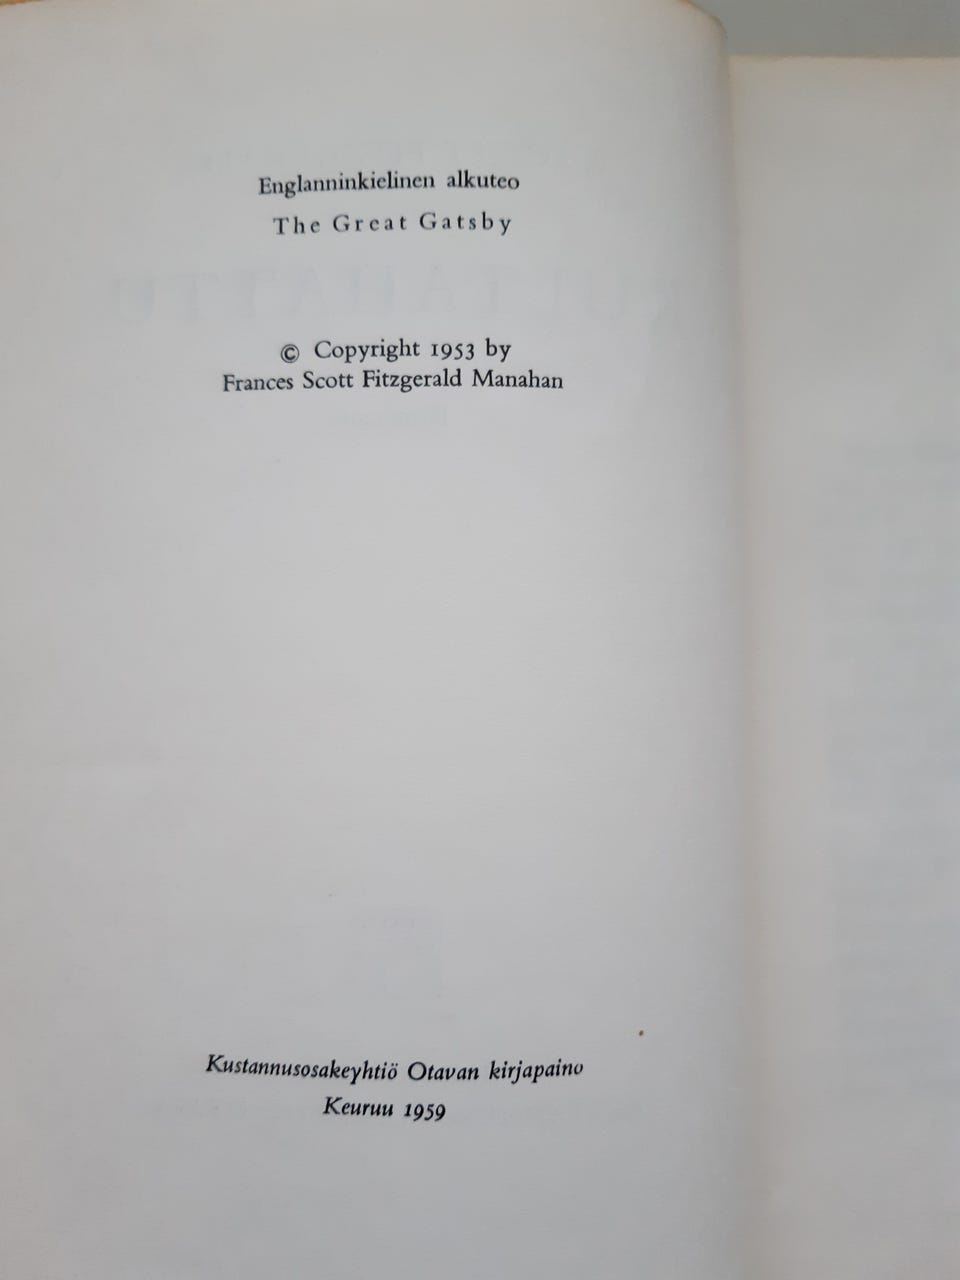 Englanninkielinen alkuteo
The Great Gatsby
© Copyright 1953 by
Frances Scott Fitzgerald Manahan
Kustannusosakeyhtiö Otavan kirjapaino
Keuruu 1959